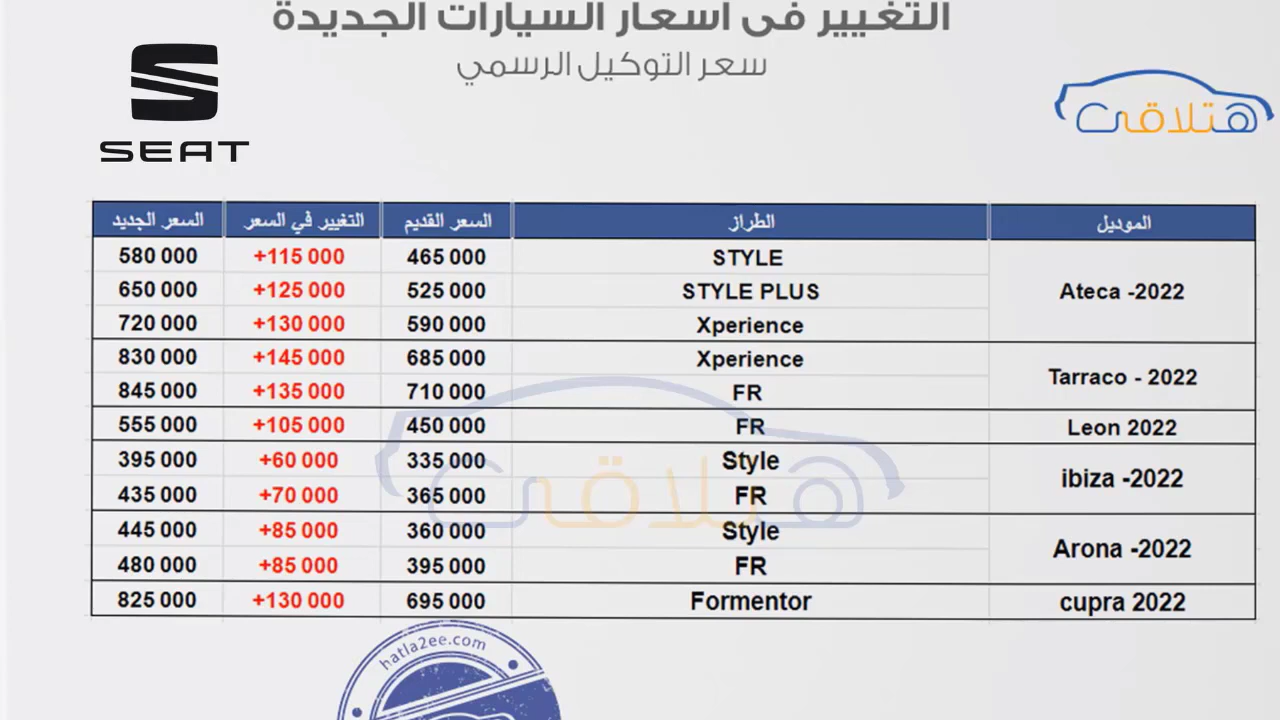 التغيير فى أسعار السيارات الجديدة
سعر التوكيل الرسمي
SEAT
هتلاقى
الموديل الطراز السعر القديم التغيير في السعر السعر الجديد
Ateca -2022 STYLE 465 000 +115 000 580 000
STYLE PLUS 525 000 +125 000 650 000
Xperience 590 000 +130 000 720 000
Tarraco - 2022 Xperience 685 000 +145 000 830 000
FR 710 000 +135 000 845 000
Leon 2022 FR 450 000 +105 000 555 000
ibiza -2022 Style 335 000 +60 000 395 000
FR 365 000 +70 000 435 000
Arona -2022 Style 360 000 +85 000 445 000
FR 395 000 +85 000 480 000
cupra 2022 Formentor 695 000 +130 000 825 000
هتلاقى
hatla2ee.com